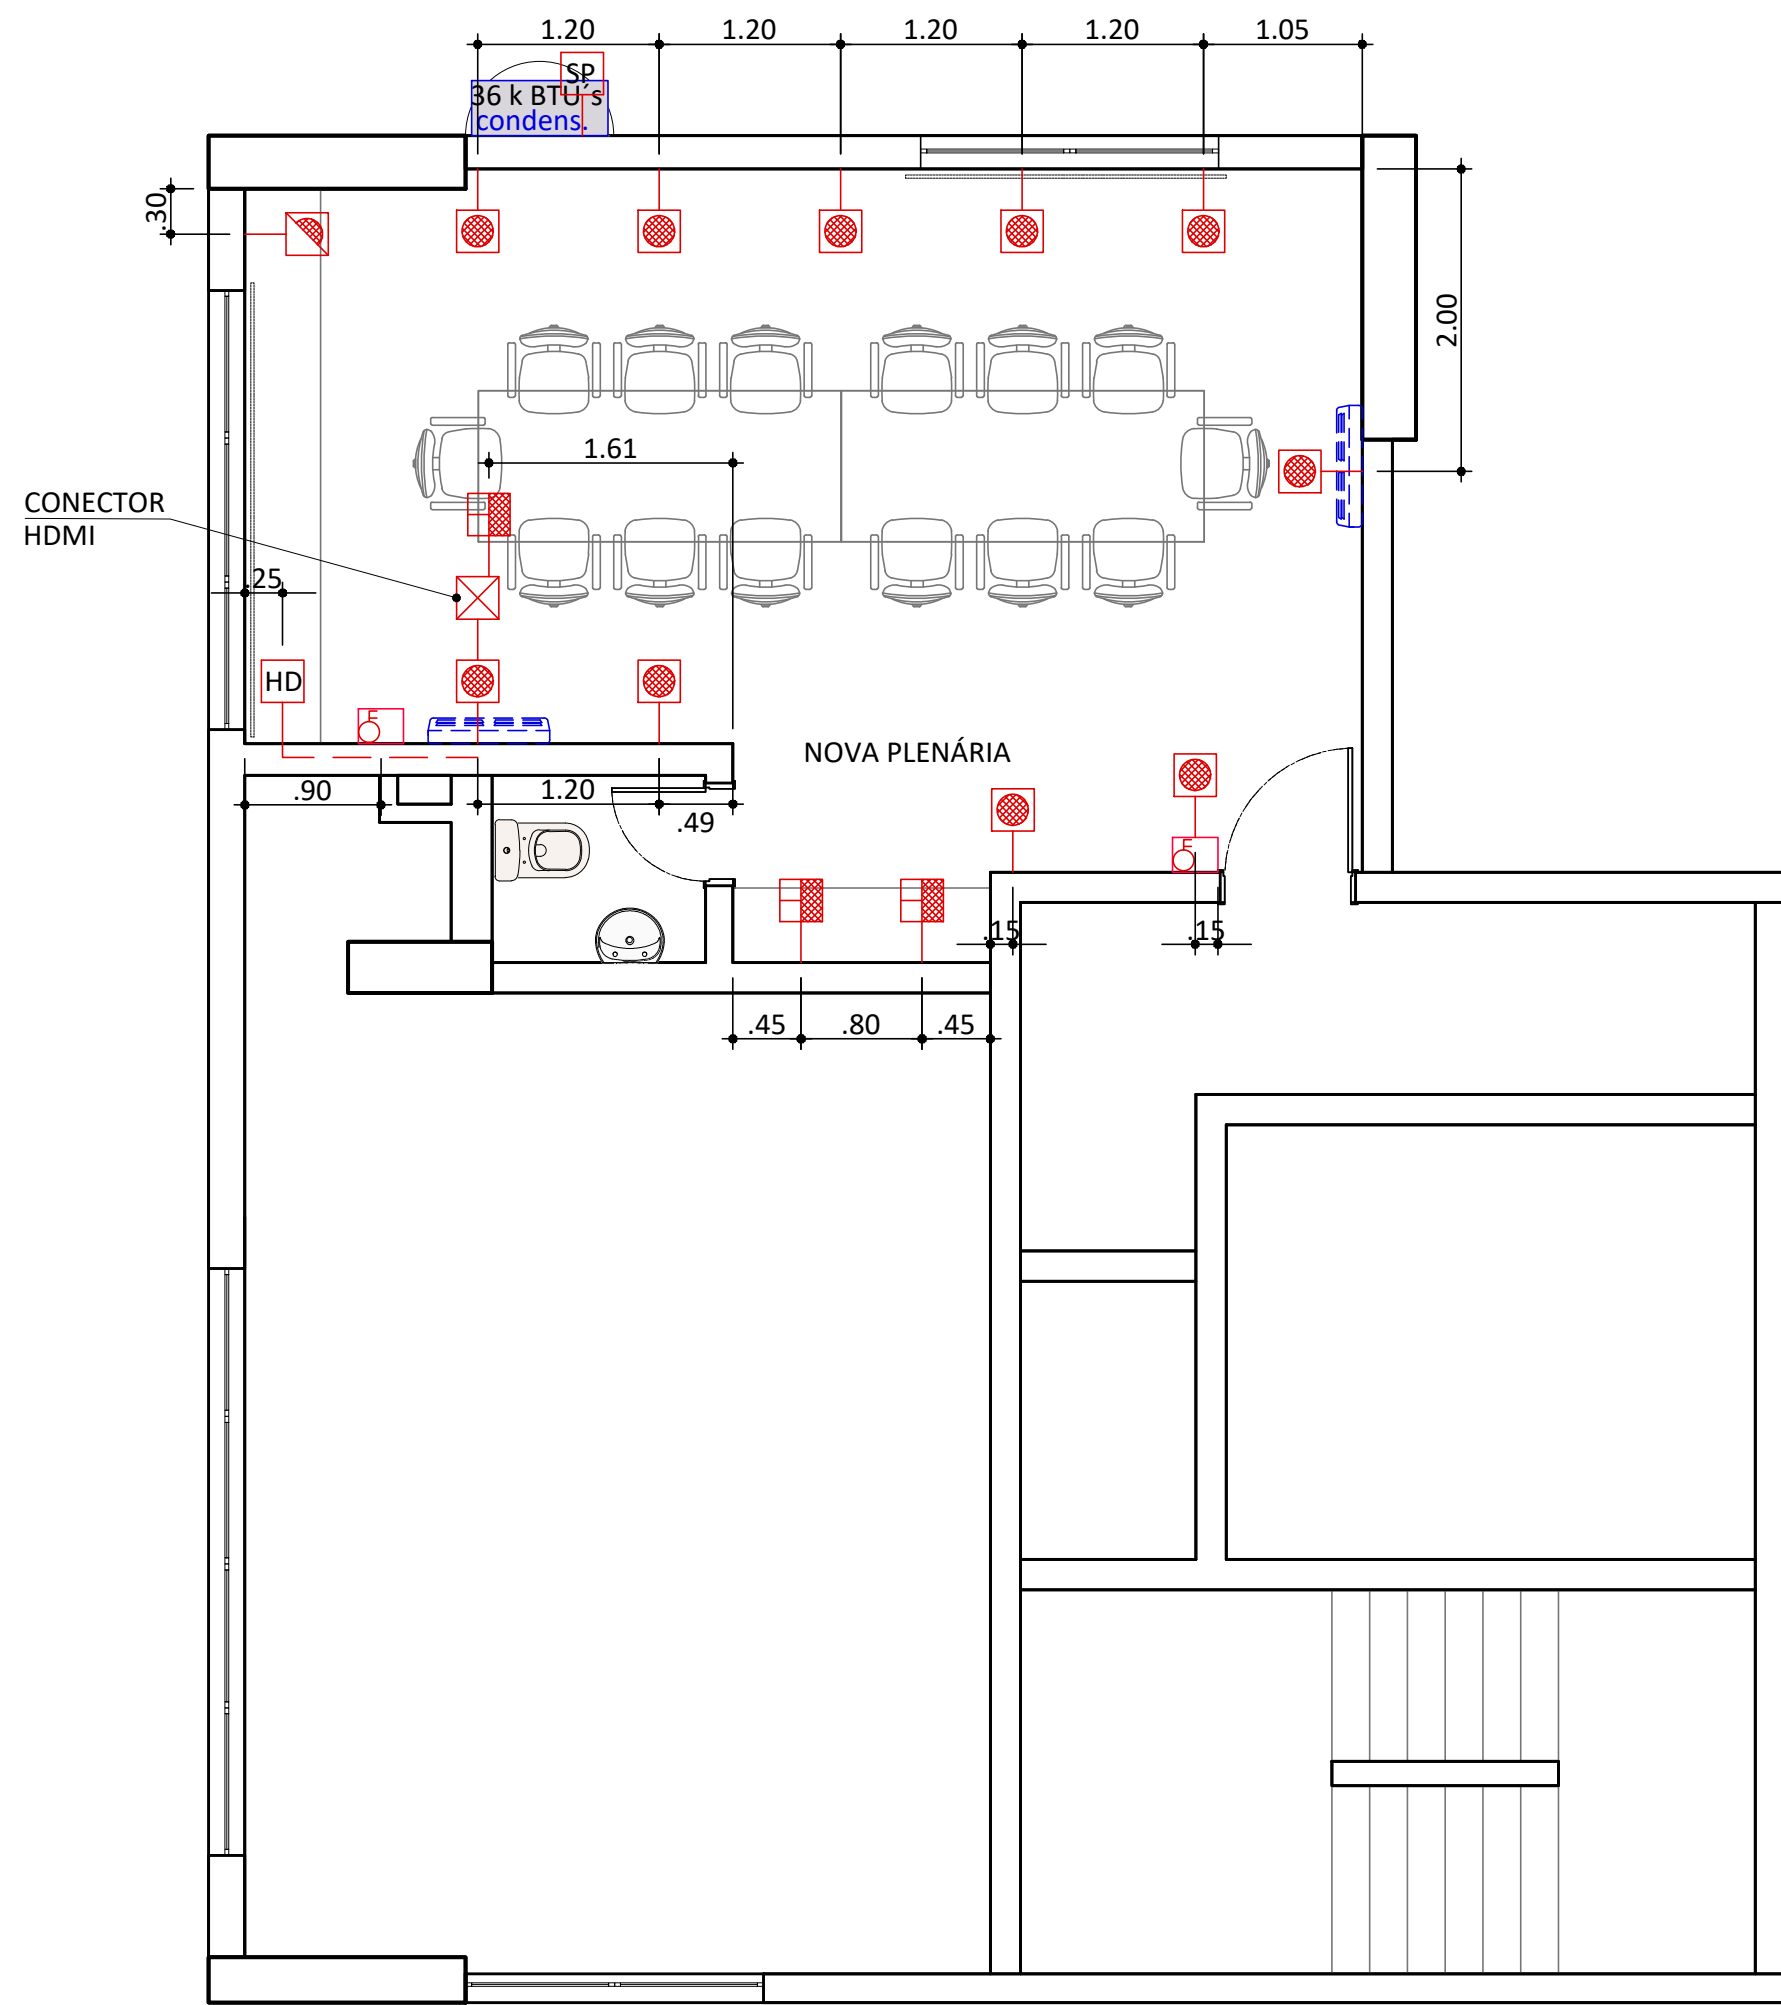 1.20
1.20
1.20
1.20
1.05
SP
36 k BTU´s
condens.
.30
2.00
1.61
CONECTOR
HDMI
.25
HD
F
NOVA PLENÁRIA
.90
1.20
.49
F
.15
.15
.45
.80
.45